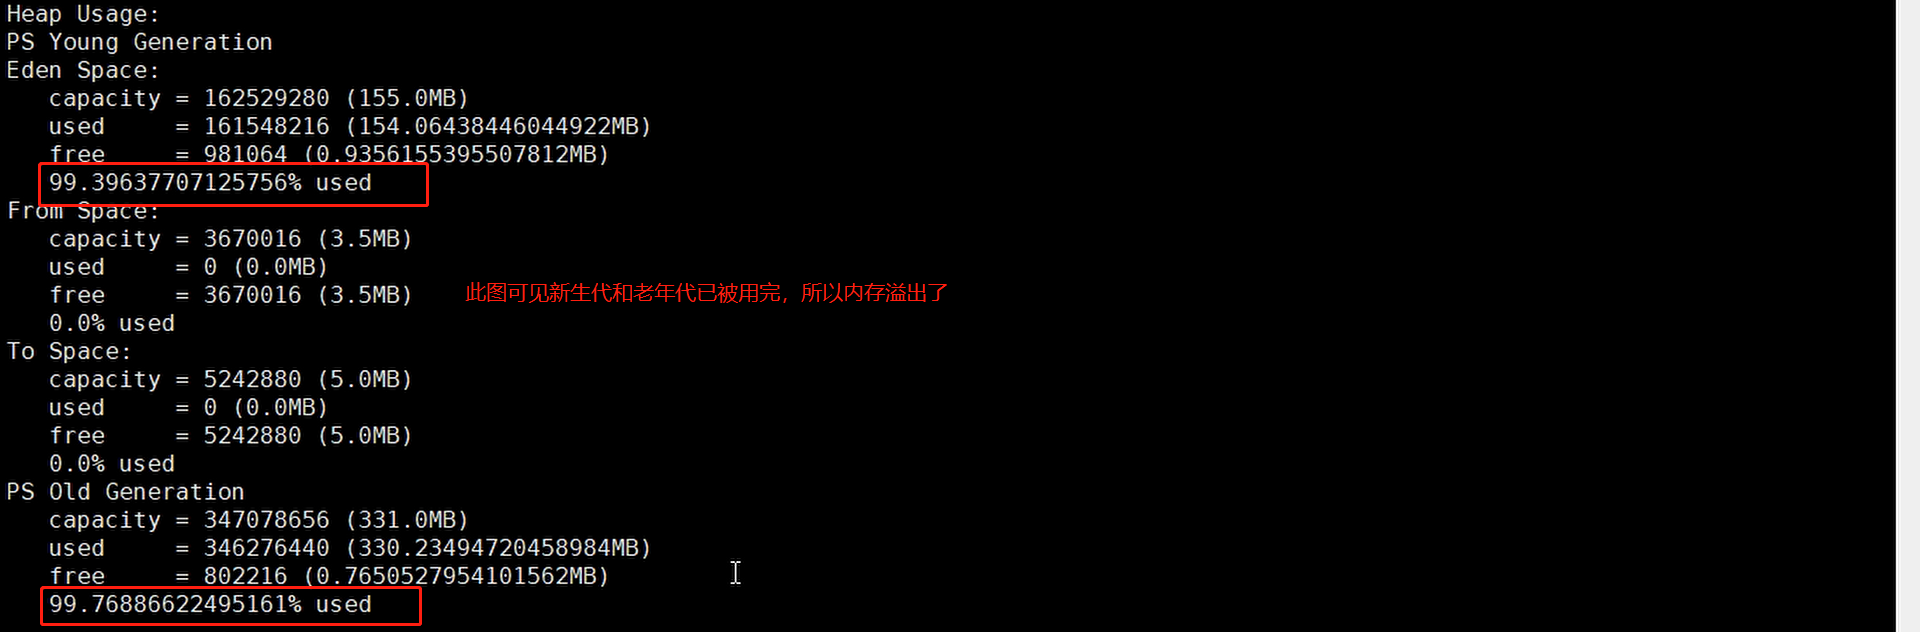 Heap Usage:
PS Young Generation
Eden Space:
   capacity = 162529280 (155.0MB)
   used     = 161548216 (154.06438446044922MB)
   free     = 981064 (0.9356155395507812MB)
   99.39637707125756% used
From Space:
   capacity = 3670016 (3.5MB)
   used     = 0 (0.0MB)
   free     = 3670016 (3.5MB)
此图可见新生代和老年代已被用完，所以内存溢出了
   0.0% used
To Space:
   capacity = 5242880 (5.0MB)
   used     = 0 (0.0MB)
   free     = 5242880 (5.0MB)
   0.0% used
PS Old Generation
   capacity = 347078656 (331.0MB)
   used     = 346276440 (330.23494720458984MB)
   free     = 802216 (0.7650527954101562MB)
   99.76886622495161% used